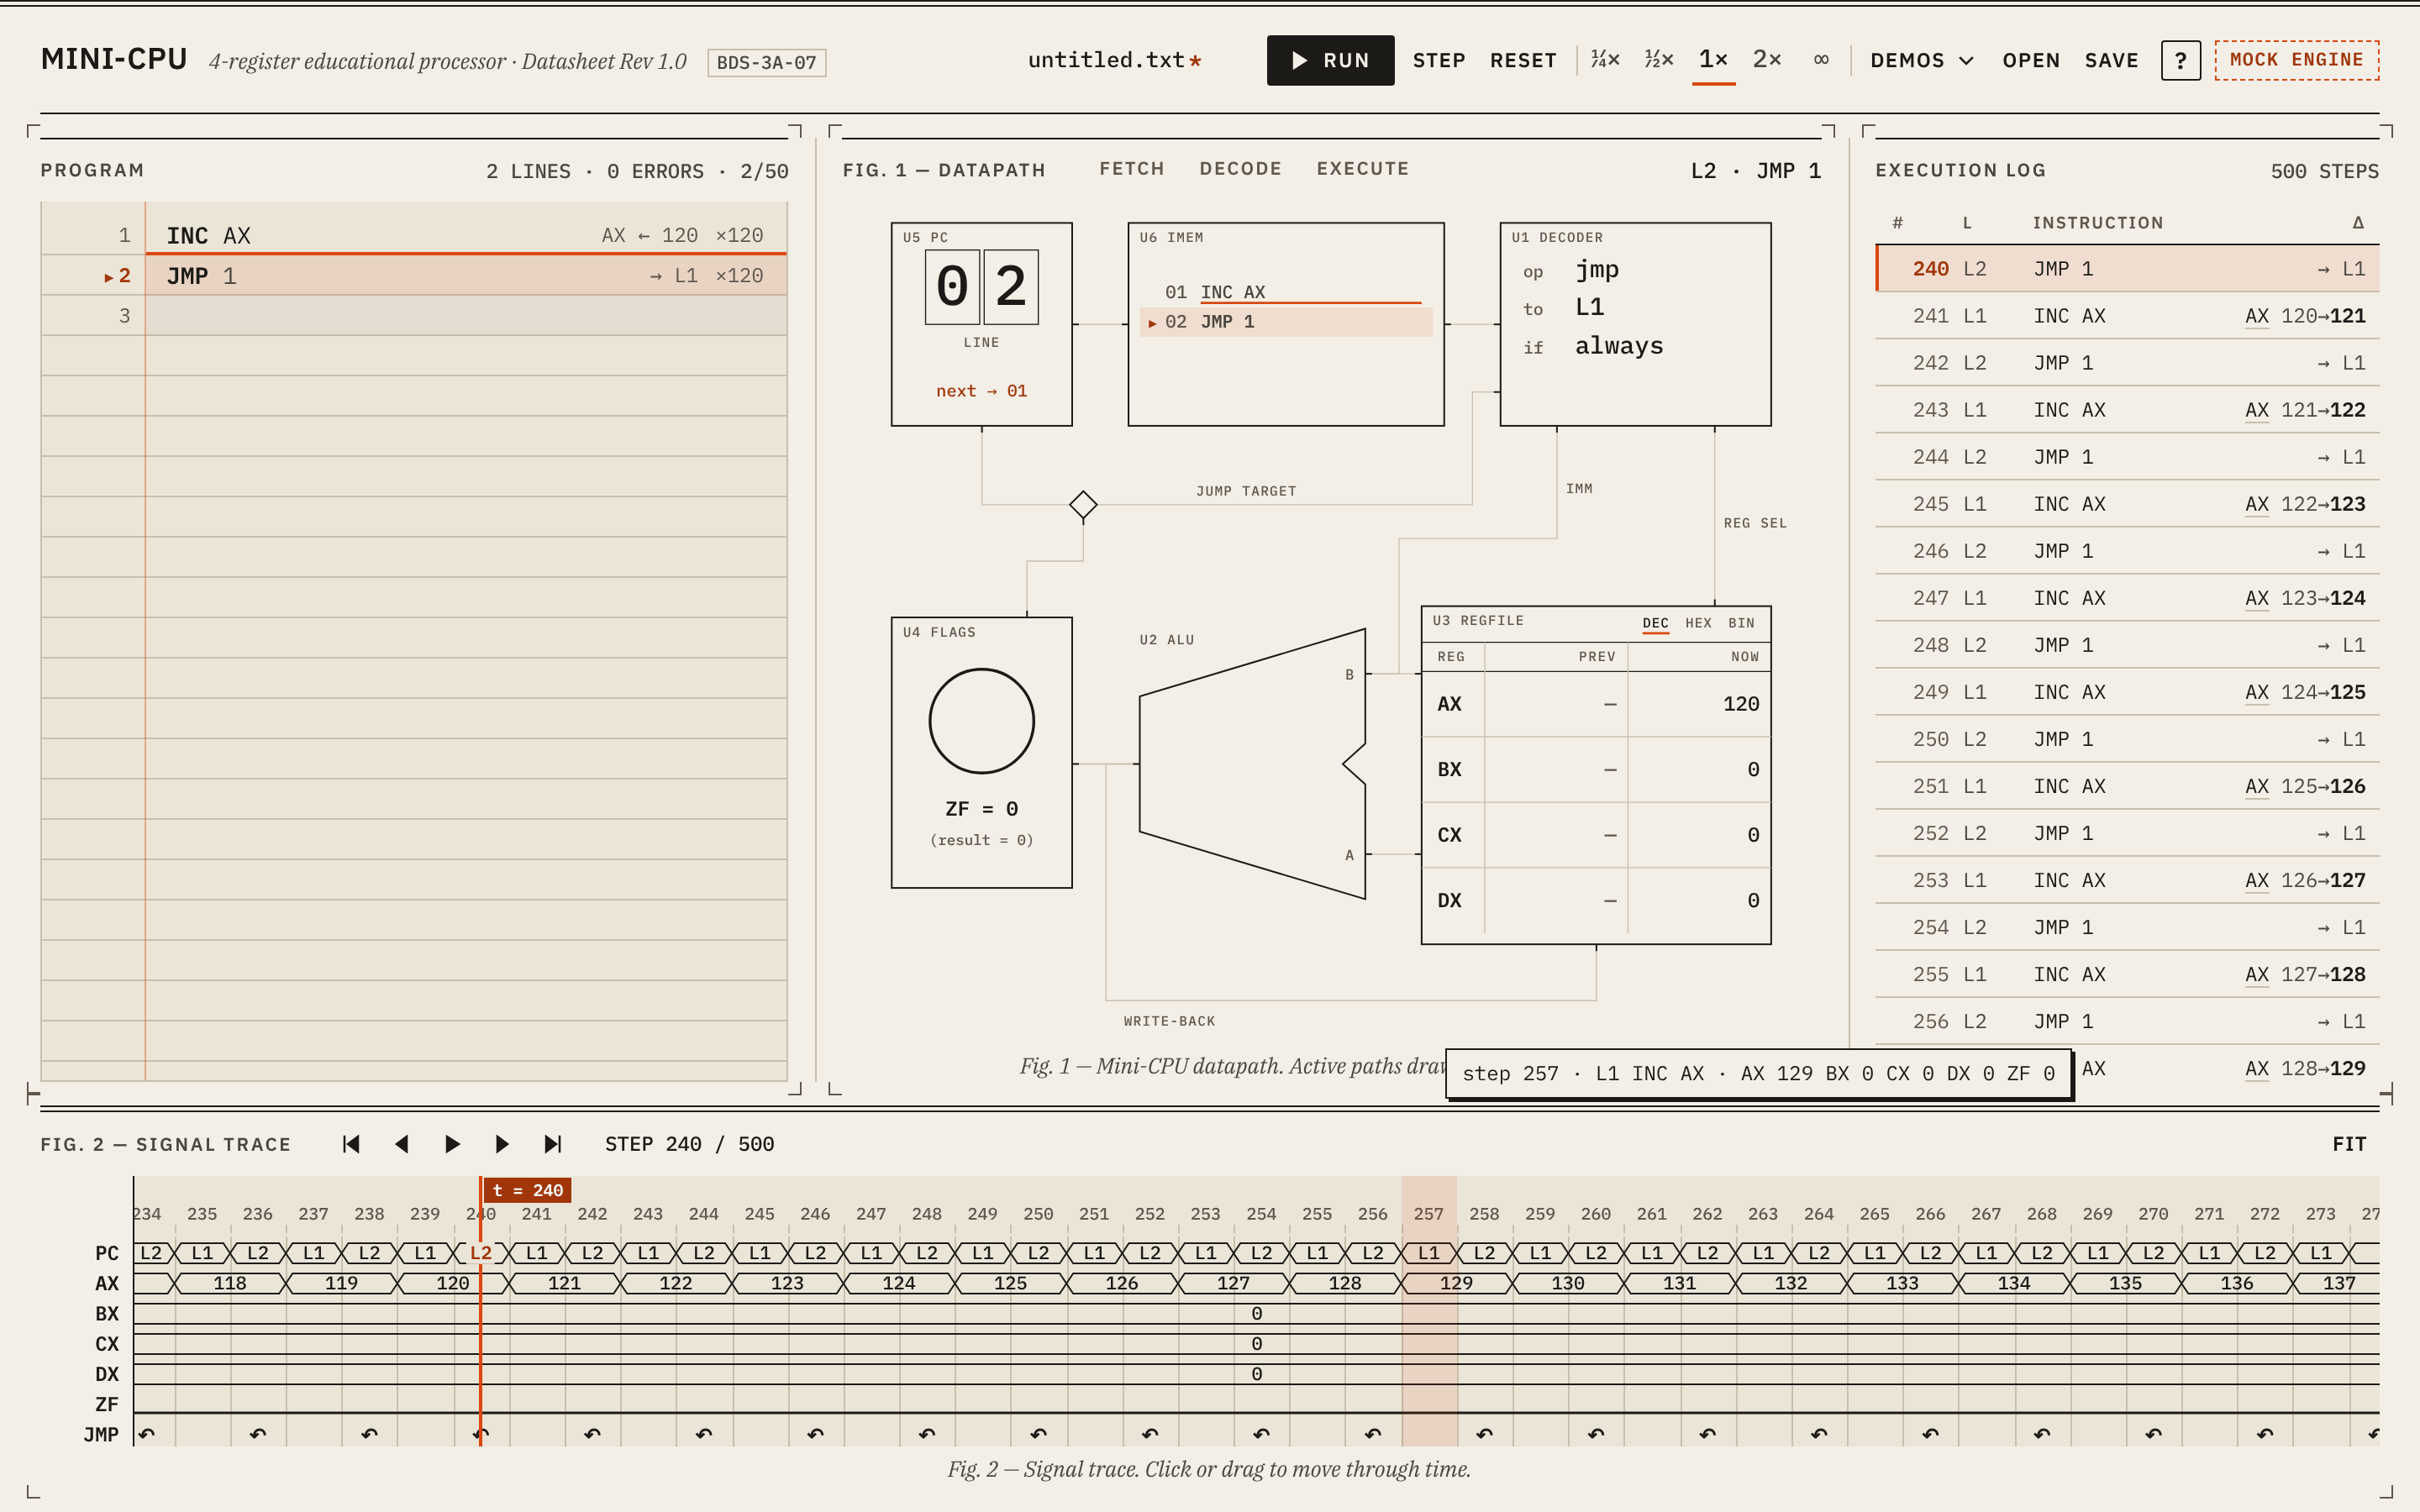 MINI-CPU 4-register educational processor · Datasheet Rev 1.0 BDS-3A-07 untitled.txt* RUN STEP RESET ¼× ½× 1× 2× ∞ DEMOS OPEN SAVE ? MOCK ENGINE
PROGRAM 2 LINES · 0 ERRORS · 2/50
1 INC AX AX ← 120 ×120
▸2 JMP 1 → L1 ×120
3
FIG. 1 — DATAPATH FETCH DECODE EXECUTE L2 · JMP 1
U5 PC
02
LINE
next → 01
U6 IMEM
01 INC AX
▸ 02 JMP 1
U1 DECODER
op jmp
to L1
if always
JUMP TARGET
IMM
REG SEL
U4 FLAGS
ZF = 0
(result = 0)
U2 ALU
B
A
U3 REGFILE DEC HEX BIN
REG PREV NOW
AX — 120
BX — 0
CX — 0
DX — 0
WRITE-BACK
Fig. 1 — Mini-CPU datapath. Active paths
step 257 · L1 INC AX · AX 129 BX 0 CX 0 DX 0 ZF 0
EXECUTION LOG 500 STEPS
# L INSTRUCTION Δ
240 L2 JMP 1 → L1
241 L1 INC AX AX 120→121
242 L2 JMP 1 → L1
243 L1 INC AX AX 121→122
244 L2 JMP 1 → L1
245 L1 INC AX AX 122→123
246 L2 JMP 1 → L1
247 L1 INC AX AX 123→124
248 L2 JMP 1 → L1
249 L1 INC AX AX 124→125
250 L2 JMP 1 → L1
251 L1 INC AX AX 125→126
252 L2 JMP 1 → L1
253 L1 INC AX AX 126→127
254 L2 JMP 1 → L1
255 L1 INC AX AX 127→128
256 L2 JMP 1 → L1
AX AX 128→129
FIG. 2 — SIGNAL TRACE STEP 240 / 500 FIT
t = 240
234 235 236 237 238 239 240 241 242 243 244 245 246 247 248 249 250 251 252 253 254 255 256 257 258 259 260 261 262 263 264 265 266 267 268 269 270 271 272 273
PC L2 L1 L2 L1 L2 L1 L2 L1 L2 L1 L2 L1 L2 L1 L2 L1 L2 L1 L2 L1 L2 L1 L2 L1 L2 L1 L2 L1 L2 L1 L2 L1 L2 L1 L2 L1 L2 L1 L2 L1
AX 118 119 120 121 122 123 124 125 126 127 128 129 130 131 132 133 134 135 136 137
BX 0
CX 0
DX 0
ZF
JMP ↶ ↶ ↶ ↶ ↶ ↶ ↶ ↶ ↶ ↶ ↶ ↶ ↶ ↶ ↶ ↶ ↶ ↶ ↶ ↶ ↶
Fig. 2 — Signal trace. Click or drag to move through time.